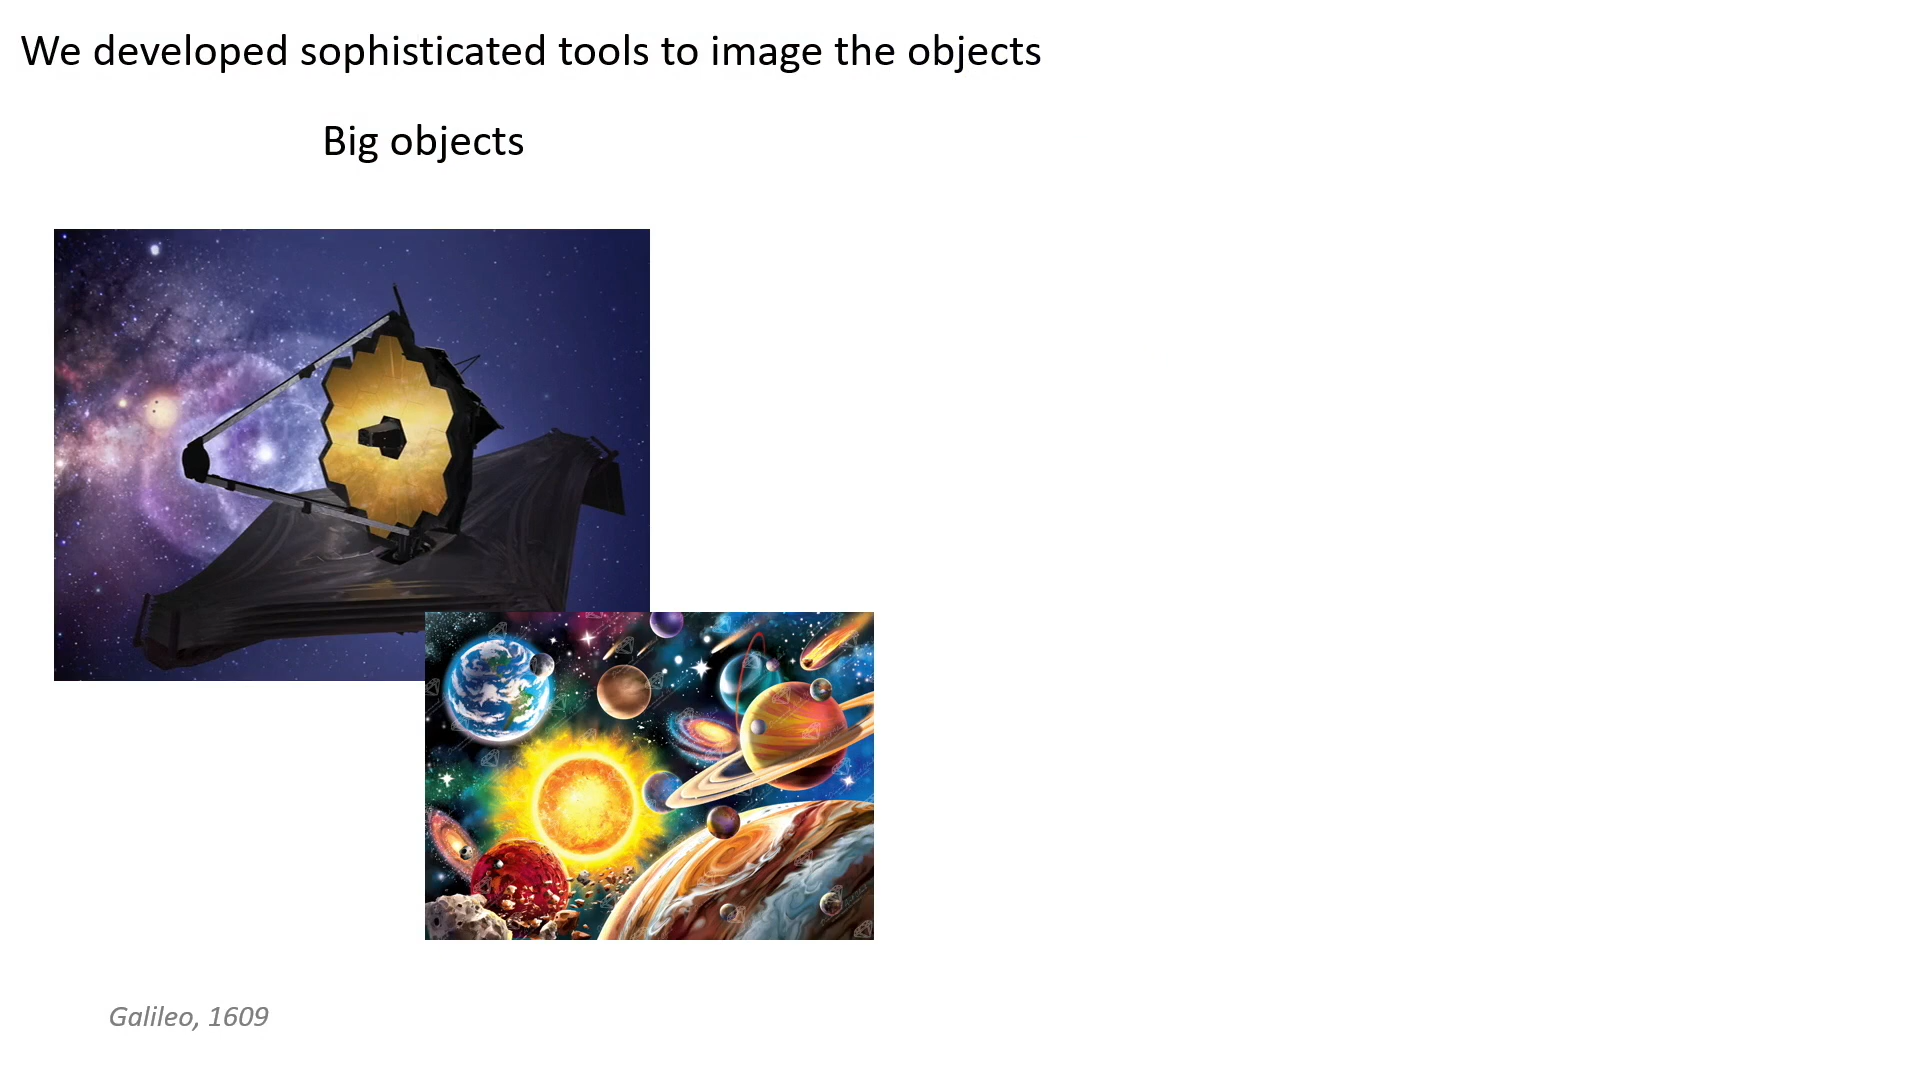 We developed sophisticated tools to image the objects
Big objects
Galileo, 1609